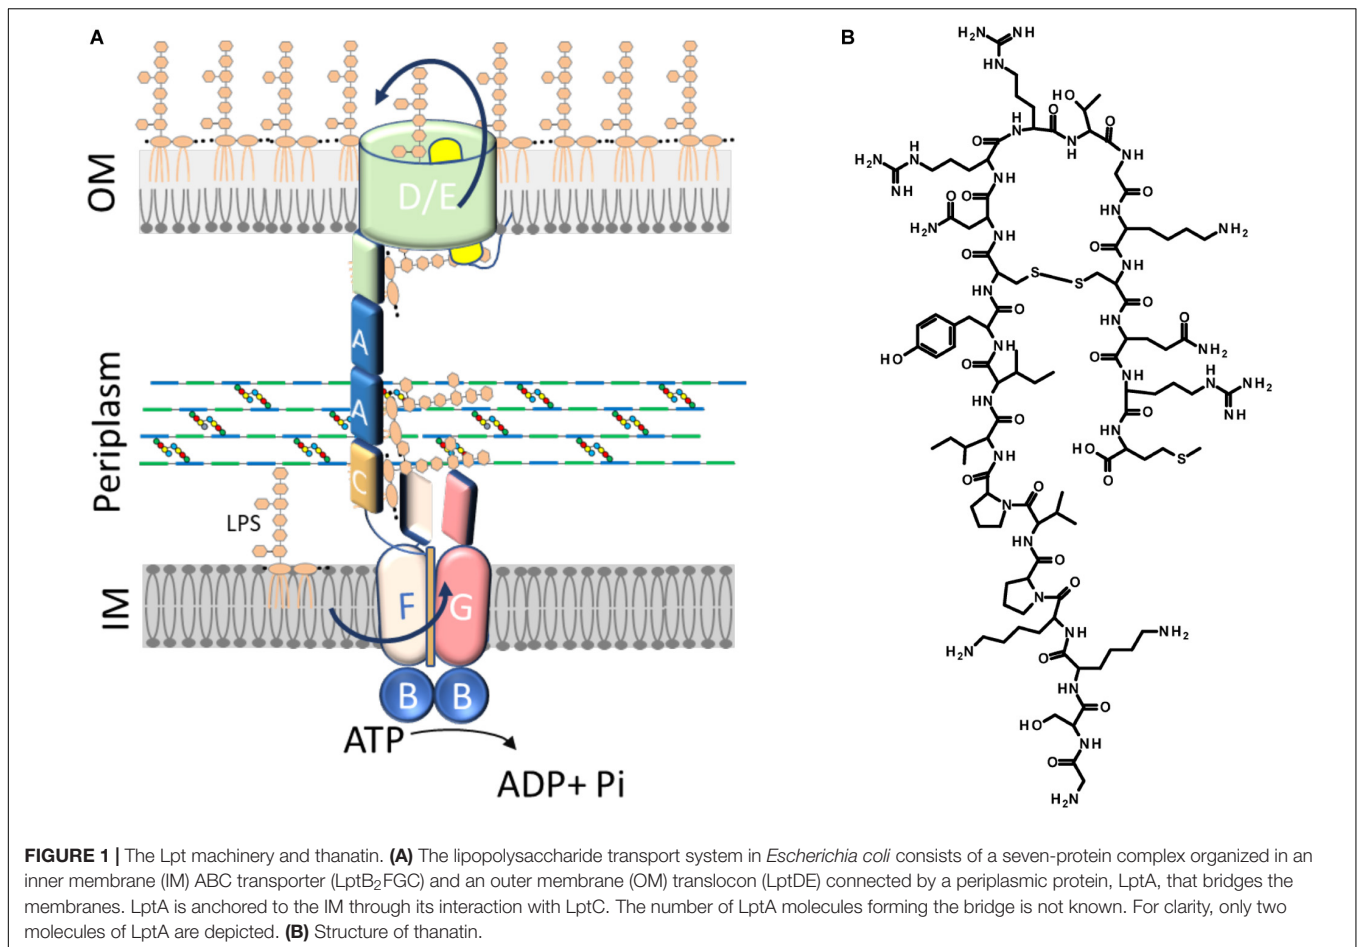 A
B
OM
D/E
A
A
C
Periplasm
LPS
IM
F
G
B
B
ATP
ADP+ Pi
H₂N
NH
HN
HO
O
H
N
O
H₂N
H
N
NH
O
N
H
O
N
H
O
NH
O
HN
NH₂
NH
O
O
H₂N
NH
O
NH
S
S
O
HN
O
NH
O
HN
O
NH₂
HO
NH
O
O
NH
H
N
NH₂
NH
HN
O
NH
O
HN
HO
O
S
O
N
O
HN
O
N
O
H₂N
NH
O
NH₂
HN
O
HO
NH
O
H₂N
FIGURE 1 | The Lpt machinery and thanatin. (A) The lipopolysaccharide transport system in Escherichia coli consists of a seven-protein complex organized in an
inner membrane (IM) ABC transporter (LptB₂FGC) and an outer membrane (OM) translocon (LptDE) connected by a periplasmic protein, LptA, that bridges the
membranes. LptA is anchored to the IM through its interaction with LptC. The number of LptA molecules forming the bridge is not known. For clarity, only two
molecules of LptA are depicted. (B) Structure of thanatin.